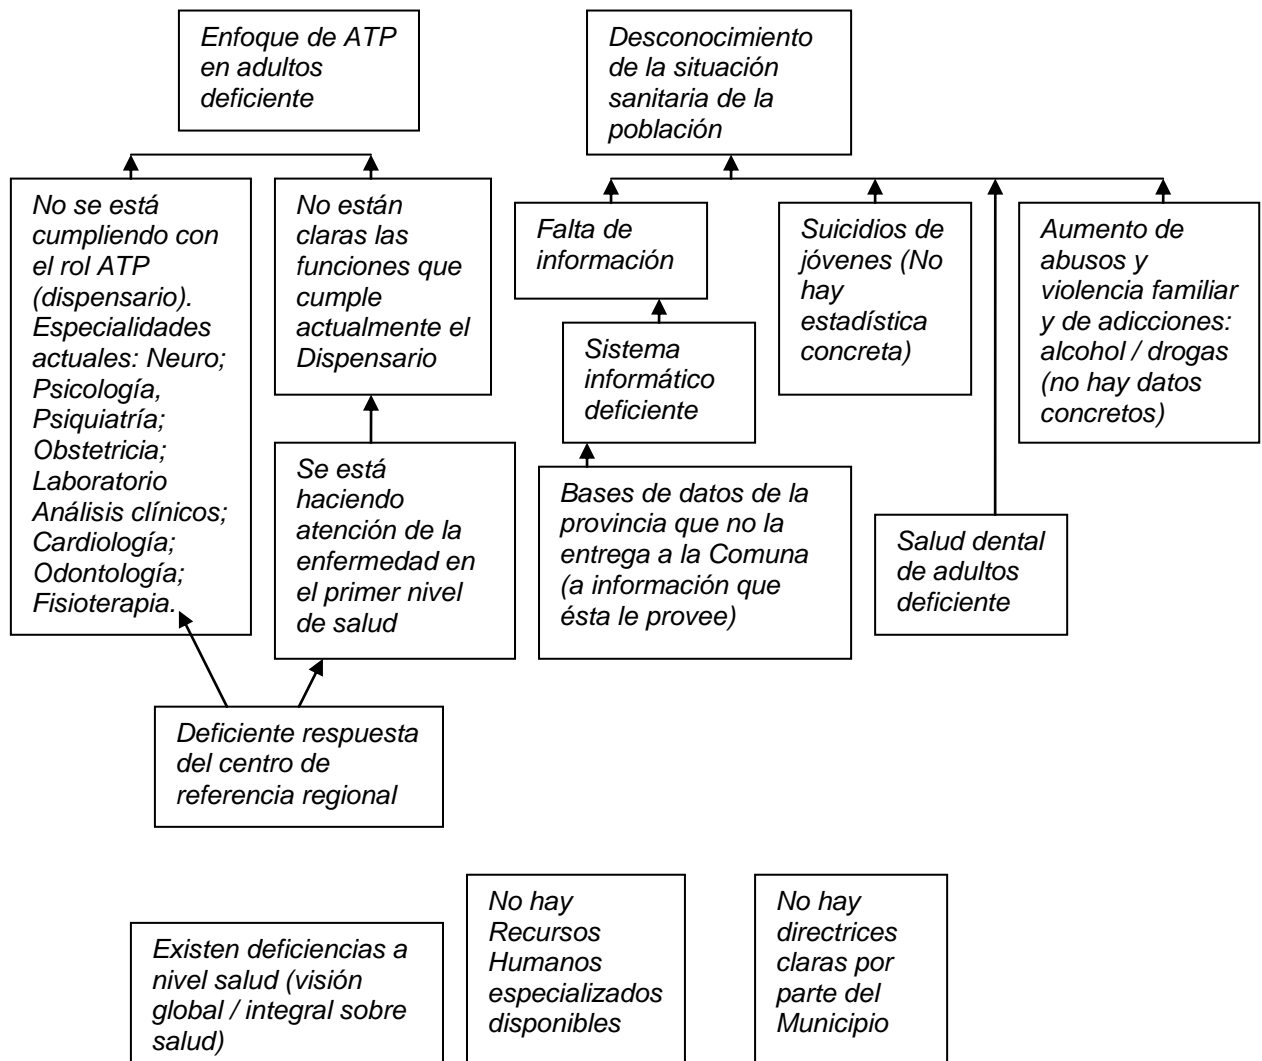 Enfoque de ATP
en adultos
deficiente
Desconocimiento
de la situación
sanitaria de la
población
No se está
cumpliendo con
el rol ATP
(dispensario).
Especialidades
actuales: Neuro;
Psicología,
Psiquiatría;
Obstetricia;
Laboratorio
Análisis clínicos;
Cardiología;
Odontología;
Fisioterapia.
No están
claras las
funciones que
cumple
actualmente el
Dispensario
Falta de
información
Suicidios de
jóvenes (No
hay
estadística
concreta)
Aumento de
abusos y
violencia familiar
y de adicciones:
alcohol / drogas
(no hay datos
concretos)
Sistema
informático
deficiente
Se está
haciendo
atención de la
enfermedad en
el primer nivel
de salud
Bases de datos de la
provincia que no la
entrega a la Comuna
(a información que
ésta le provee)
Salud dental
de adultos
deficiente
Deficiente respuesta
del centro de
referencia regional
Existen deficiencias a
nivel salud (visión
global / integral sobre
salud)
No hay
Recursos
Humanos
especializados
disponibles
No hay
directrices
claras por
parte del
Municipio